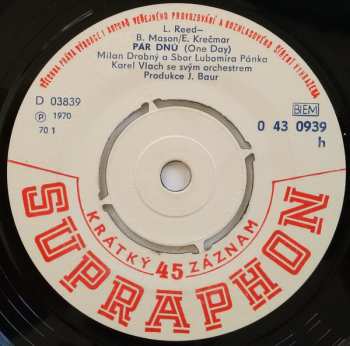 VŠECHNA PRÁVA VÝROBCE I AUTORŮ VEŘEJNÉHO PROVOZOVÁNÍ A ROZHLASOVÉHO ŠÍŘENÍ VYHRAZENA
L. Reed–
B. Mason/E. Krečmar
PÁR DNŮ (One Day)
Milan Drobný a Sbor Lubomíra Pánka
Karel Vlach se svým orchestrem
Produkce J. Baur
D 03839
BIEM
Ⓟ 1970
70 1
0 43 0939
h
KRÁTKÝ 45 ZÁZNAM
SUPRAPHON